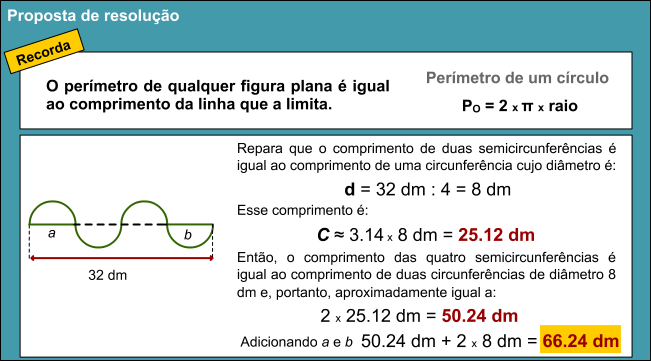 Proposta de resolução
Recorda
O perímetro de qualquer figura plana é igual
ao comprimento da linha que a limita.
Perímetro de um círculo
P₀ = 2 x π x raio
Repara que o comprimento de duas semicircunferências é
igual ao comprimento de uma circunferência cujo diâmetro é:
d = 32 dm : 4 = 8 dm
Esse comprimento é:
C ≈ 3.14 x 8 dm = 25.12 dm
Então, o comprimento das quatro semicircunferências é
igual ao comprimento de duas circunferências de diâmetro 8
dm e, portanto, aproximadamente igual a:
2 x 25.12 dm = 50.24 dm
Adicionando a e b 50.24 dm + 2 x 8 dm = 66.24 dm
a
b
32 dm